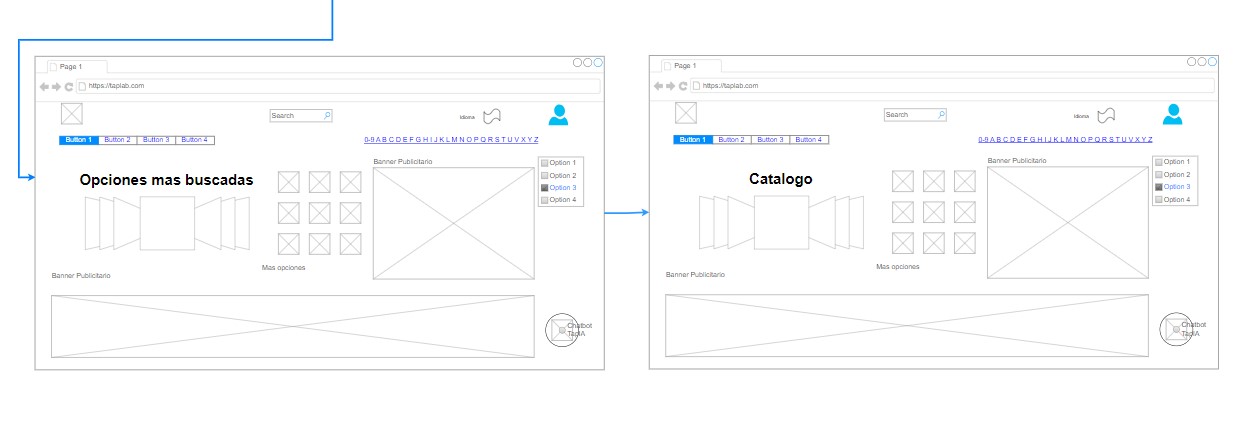 Page 1
https://taplab.com
Search
Idioma
Button 1 Button 2 Button 3 Button 4
0-9 A B C D E F G H I J K L M N O P Q R S T U V X Y Z
Banner Publicitario
Option 1
Option 2
Option 3
Option 4
Opciones mas buscadas
Mas opciones
Banner Publicitario
Chatbot
TapIA
Page 1
https://taplab.com
Search
Idioma
Button 1 Button 2 Button 3 Button 4
0-9 A B C D E F G H I J K L M N O P Q R S T U V X Y Z
Banner Publicitario
Option 1
Option 2
Option 3
Option 4
Catalogo
Mas opciones
Banner Publicitario
Chatbot
TapIA